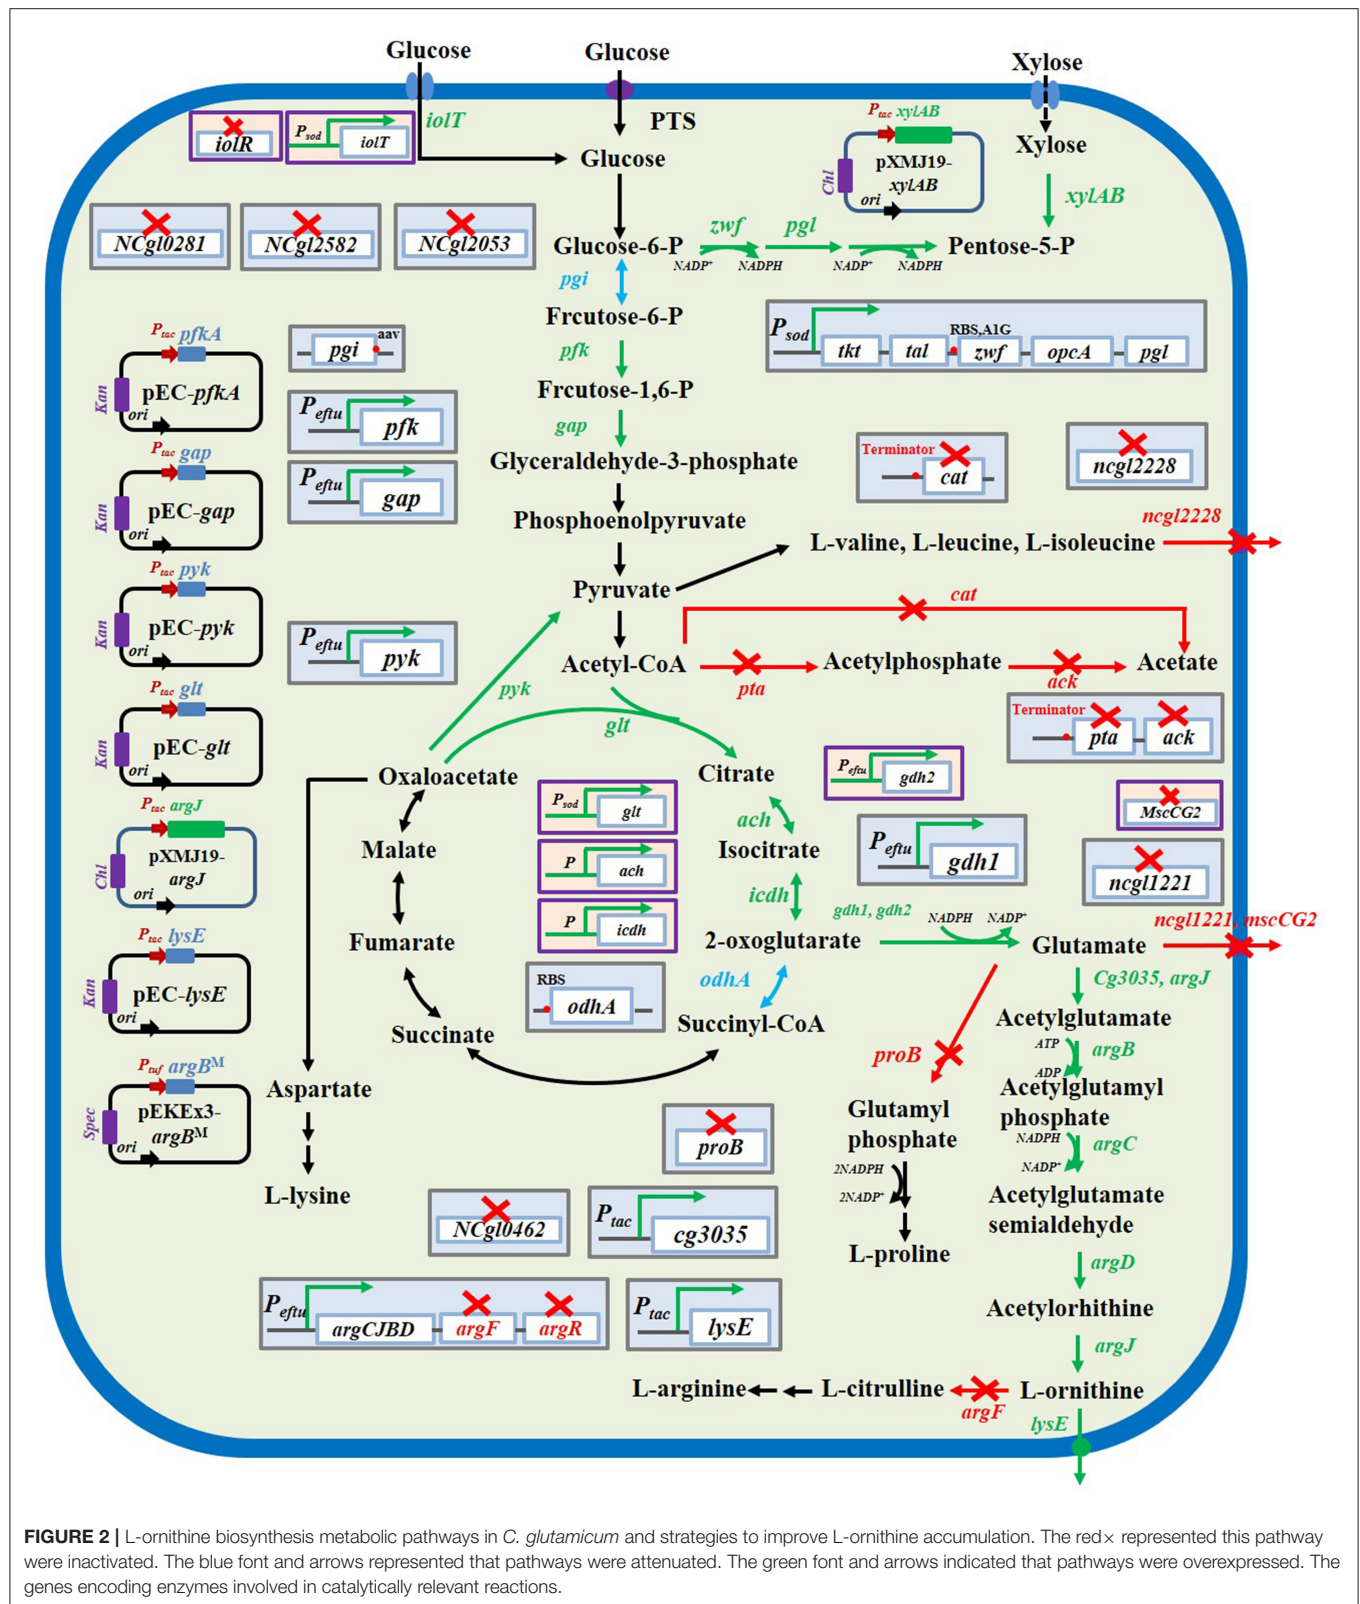 Glucose
Glucose
Xylose
iolR
Psod
iolT
iolT
PTS
Glucose
Ptac xylAB
pXMJ19-
xylAB
Chl
ori
Xylose
xylAB
NCgl0281
NCgl2582
NCgl2053
Glucose-6-P
zwf
pgl
NADP+
NADPH
NADP+
NADPH
Pentose-5-P
pgi
Frcutose-6-P
pfk
Frcutose-1,6-P
gap
Glyceraldehyde-3-phosphate
Phosphoenolpyruvate
Pyruvate
Psod
tkt
tal
RBS,A1G
zwf
opcA
pgl
Ptac pfkA
Kan
pEC-pfkA
ori
Ptac gap
Kan
pEC-gap
ori
Ptac pyk
Kan
pEC-pyk
ori
Ptac glt
Kan
pEC-glt
ori
Ptac argJ
Chl
pXMJ19-
argJ
ori
Ptac lysE
Kan
pEC-lysE
ori
Ptuf argBM
Spec
pEKEx3-
argBM
ori
pgi
aav
Peftu
pfk
Peftu
gap
Peftu
pyk
Terminator
cat
ncgl2228
ncgl2228
L-valine, L-leucine, L-isoleucine
cat
Acetyl-CoA
pta
Acetylphosphate
ack
Acetate
Terminator
pta
ack
pyk
glt
Oxaloacetate
Citrate
Psod
glt
P
ach
P
icdh
Peftu
gdh2
Peftu
gdh1
MscCG2
ncgl1221
ach
Malate
Isocitrate
icdh
gdh1, gdh2
NADPH
NADP+
ncgl1221, mscCG2
Fumarate
2-oxoglutarate
Glutamate
RBS
odhA
odhA
Cg3035, argJ
Succinate
Succinyl-CoA
Acetylglutamate
proB
ATP
argB
ADP
Acetylglutamyl
phosphate
Aspartate
Glutamyl
phosphate
NADPH
argC
NADP+
proB
2NADPH
2NADP+
L-lysine
Acetylglutamate
semialdehyde
NCgl0462
Ptac
cg3035
L-proline
argD
Peftu
argCJBD
argF
argR
Ptac
lysE
Acetylorhithine
argJ
L-arginine
L-citrulline
argF
L-ornithine
lysE
FIGURE 2 | L-ornithine biosynthesis metabolic pathways in C. glutamicum and strategies to improve L-ornithine accumulation. The red× represented this pathway
were inactivated. The blue font and arrows represented that pathways were attenuated. The green font and arrows indicated that pathways were overexpressed. The
genes encoding enzymes involved in catalytically relevant reactions.